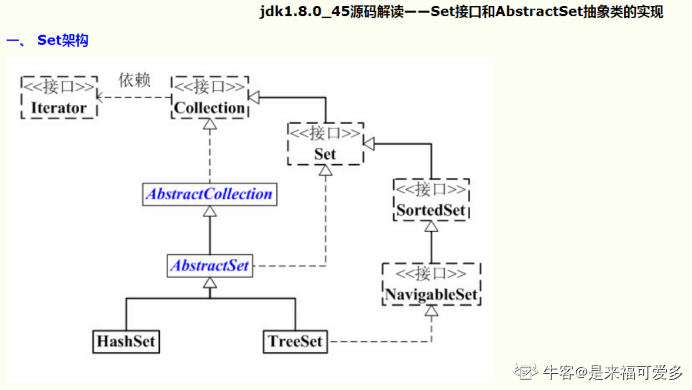 jdk1.8.0_45源码解读——Set接口和AbstractSet抽象类的实现
一、 Set架构
<<接口>>
Iterator
依赖
<<接口>>
Collection
<<接口>>
Set
<<接口>>
SortedSet
AbstractCollection
AbstractSet
<<接口>>
NavigableSet
HashSet
TreeSet
牛客@是来福可爱多